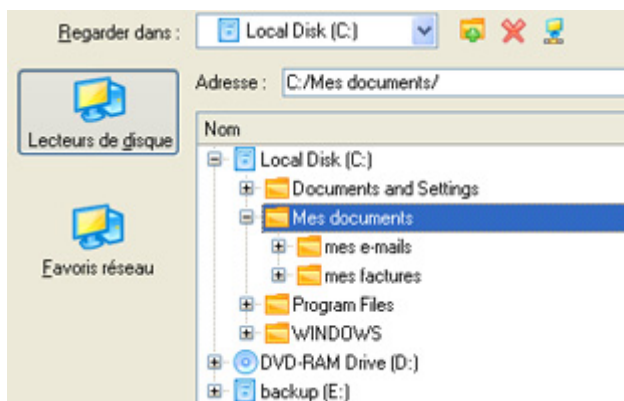 Regarder dans : Local Disk (C:)
Adresse : C:/Mes documents/
Lecteurs de disque
Favoris réseau
Nom
Local Disk (C:)
Documents and Settings
Mes documents
mes e-mails
mes factures
Program Files
WINDOWS
DVD-RAM Drive (D:)
backup (E:)